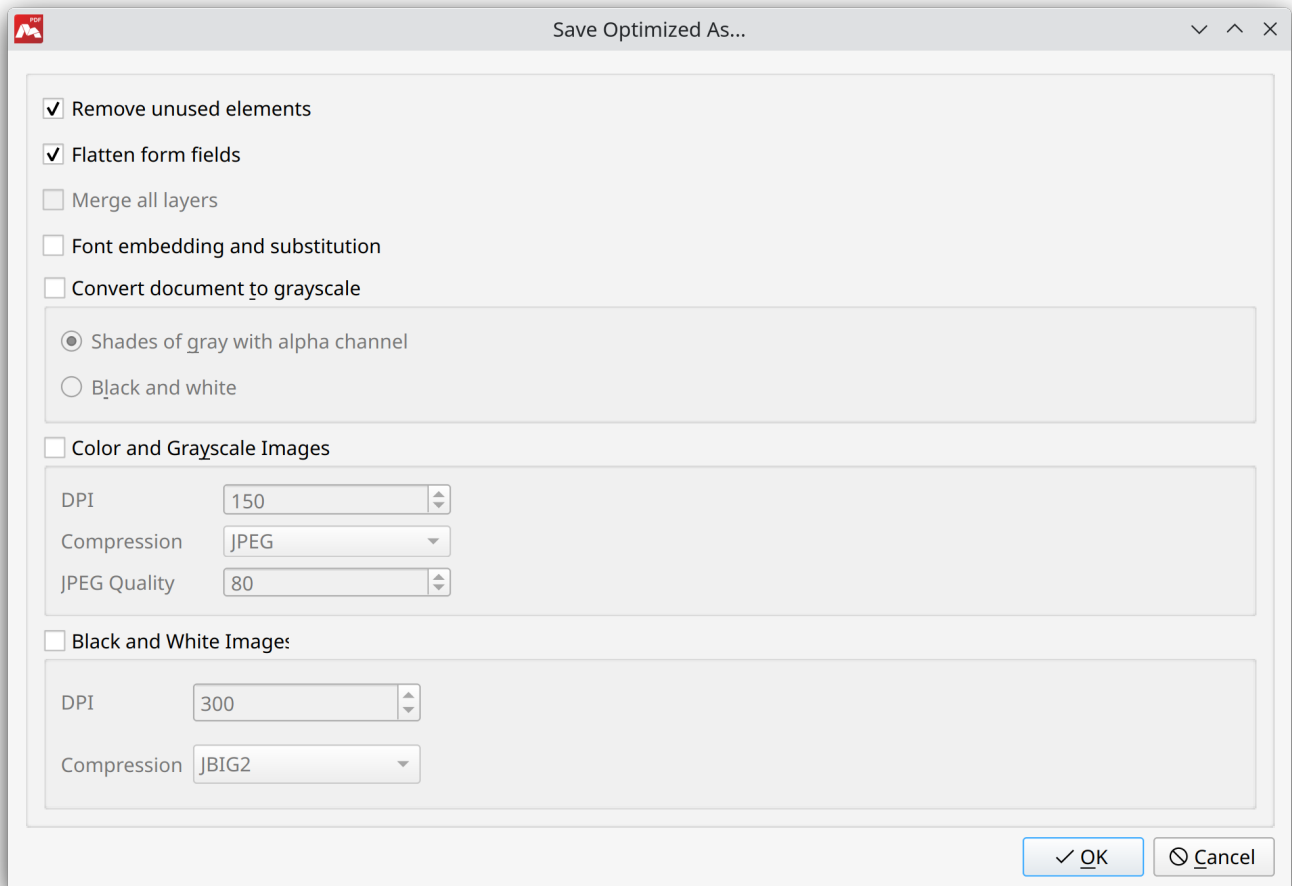 PDF
Save Optimized As...
Remove unused elements
Flatten form fields
Merge all layers
Font embedding and substitution
Convert document to grayscale
Shades of gray with alpha channel
Black and white
Color and Grayscale Images
DPI 150
Compression JPEG
JPEG Quality 80
Black and White Images
DPI 300
Compression JBIG2
OK Cancel